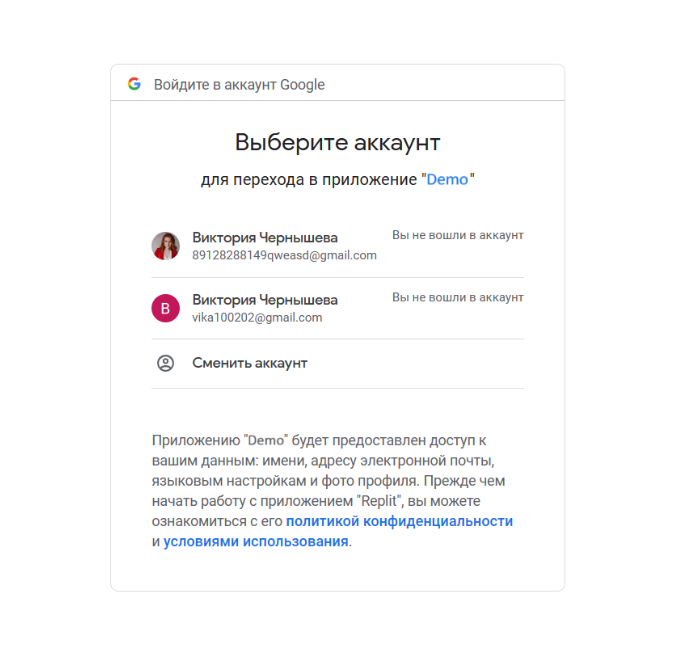 Войдите в аккаунт Google
Выберите аккаунт
для перехода в приложение "Demo"
Виктория Чернышева
Вы не вошли в аккаунт
89128288149qweasd@gmail.com
В
Виктория Чернышева
Вы не вошли в аккаунт
vika100202@gmail.com
Сменить аккаунт
Приложению "Demo" будет предоставлен доступ к
вашим данным: имени, адресу электронной почты,
языковым настройкам и фото профиля. Прежде чем
начать работу с приложением "Replit", вы можете
ознакомиться с его политикой конфиденциальности
и условиями использования.